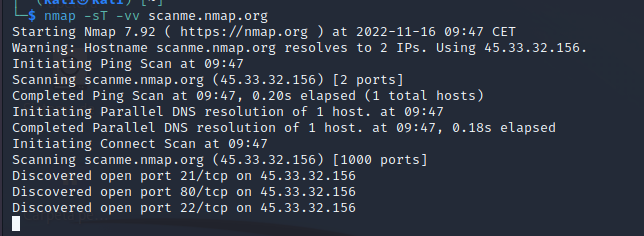 (kali㉿kali) [~]
└─$ nmap -sT -vv scanme.nmap.org
Starting Nmap 7.92 ( https://nmap.org ) at 2022-11-16 09:47 CET
Warning: Hostname scanme.nmap.org resolves to 2 IPs. Using 45.33.32.156.
Initiating Ping Scan at 09:47
Scanning scanme.nmap.org (45.33.32.156) [2 ports]
Completed Ping Scan at 09:47, 0.20s elapsed (1 total hosts)
Initiating Parallel DNS resolution of 1 host. at 09:47
Completed Parallel DNS resolution of 1 host. at 09:47, 0.18s elapsed
Initiating Connect Scan at 09:47
Scanning scanme.nmap.org (45.33.32.156) [1000 ports]
Discovered open port 21/tcp on 45.33.32.156
Discovered open port 80/tcp on 45.33.32.156
Discovered open port 22/tcp on 45.33.32.156